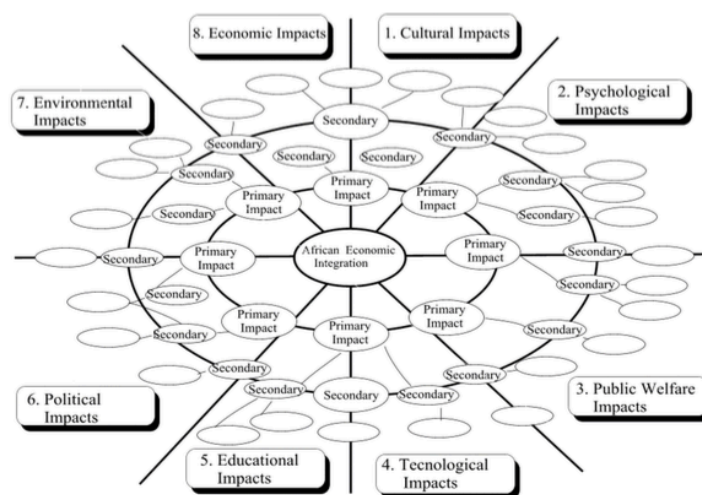 8. Economic Impacts
1. Cultural Impacts
2. Psychological
Impacts
7. Environmental
Impacts
Secondary
Secondary
Secondary
Secondary
Secondary
Secondary
Secondary
Primary
Impact
Primary
Impact
Primary
Impact
Secondary
Secondary
Secondary
Primary
Impact
African Economic
Integration
Primary
Impact
Secondary
Secondary
Secondary
Primary
Impact
Primary
Impact
Primary
Impact
Secondary
Secondary
Secondary
Secondary
Secondary
Secondary
Secondary
6. Political
Impacts
3. Public Welfare
Impacts
5. Educational
Impacts
4. Tecnological
Impacts